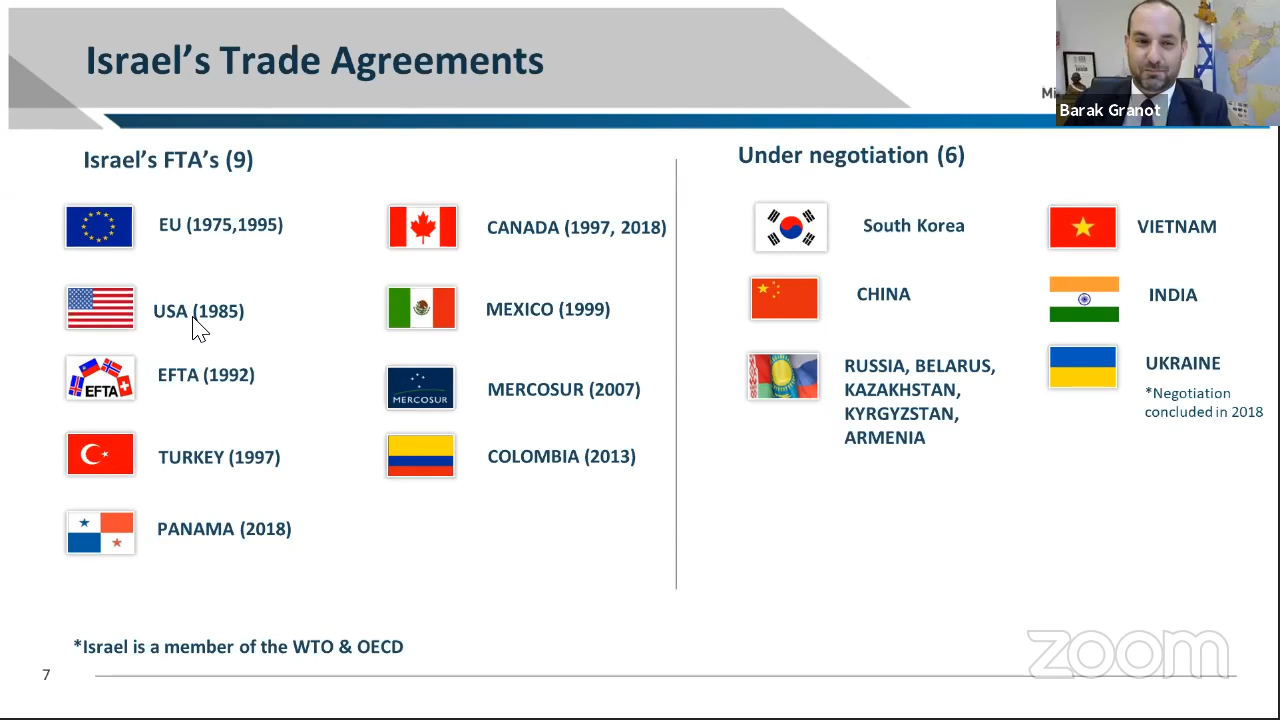 Israel's Trade Agreements
Mi
Barak Granot
Israel's FTA's (9)
EU (1975,1995)
USA (1985)
EFTA
EFTA (1992)
TURKEY (1997)
PANAMA (2018)
CANADA (1997, 2018)
MEXICO (1999)
MERCOSUR
MERCOSUR (2007)
COLOMBIA (2013)
Under negotiation (6)
South Korea
CHINA
RUSSIA, BELARUS,
KAZAKHSTAN,
KYRGYZSTAN,
ARMENIA
VIETNAM
INDIA
UKRAINE
*Negotiation
concluded in 2018
*Israel is a member of the WTO & OECD
7
zoom